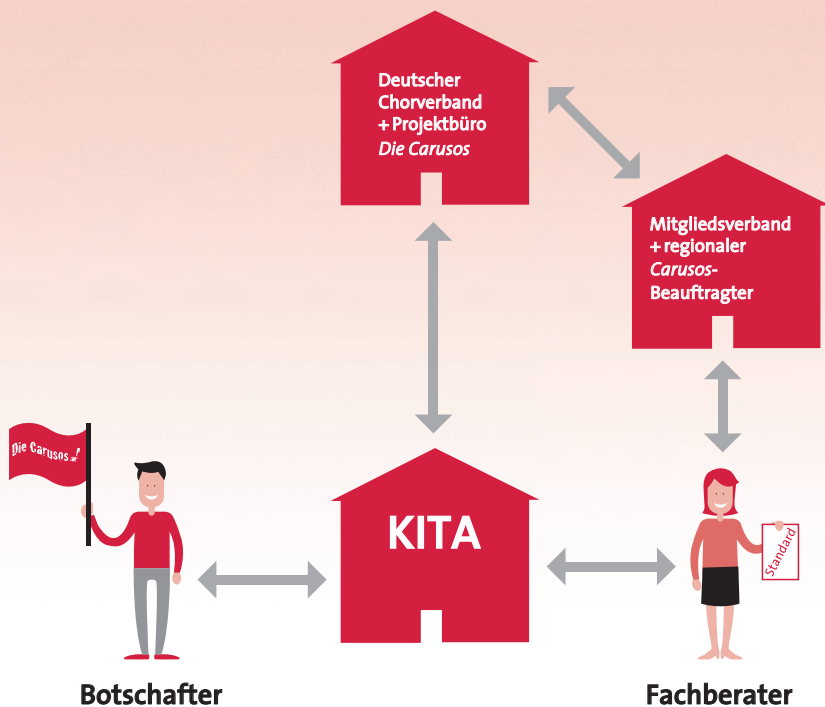 Deutscher
Chorverband
+ Projektbüro
Die Carusos
Mitgliedsverband
+ regionaler
Carusos-
Beauftragter
Die Carusos
KITA
Standard
Botschafter
Fachberater